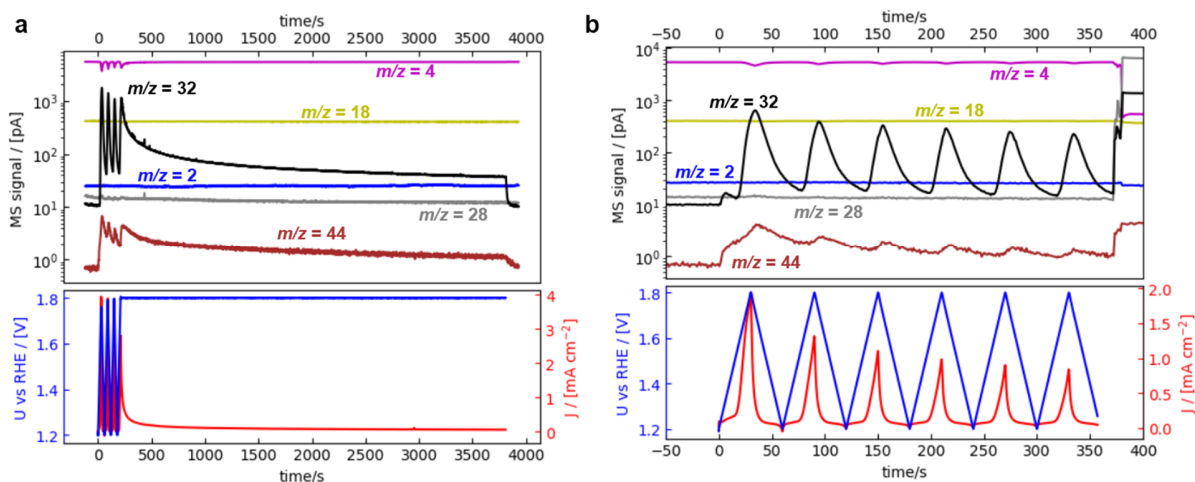 a
time/s
0 500 1000 1500 2000 2500 3000 3500 4000
MS signal / [pA]
10³
10²
10¹
10⁰
m/z = 4
m/z = 32
m/z = 18
m/z = 2
m/z = 28
m/z = 44
U vs RHE / [V]
1.8
1.6
1.4
1.2
4
3
2
1
0
J / [mA cm⁻²]
0 500 1000 1500 2000 2500 3000 3500 4000
time/s
b
time/s
−50 0 50 100 150 200 250 300 350 400
MS signal / [pA]
10⁴
10³
10²
10¹
10⁰
m/z = 4
m/z = 32
m/z = 18
m/z = 2
m/z = 28
m/z = 44
U vs RHE / [V]
1.8
1.6
1.4
1.2
2.0
1.5
1.0
0.5
0.0
J / [mA cm⁻²]
−50 0 50 100 150 200 250 300 350 400
time/s